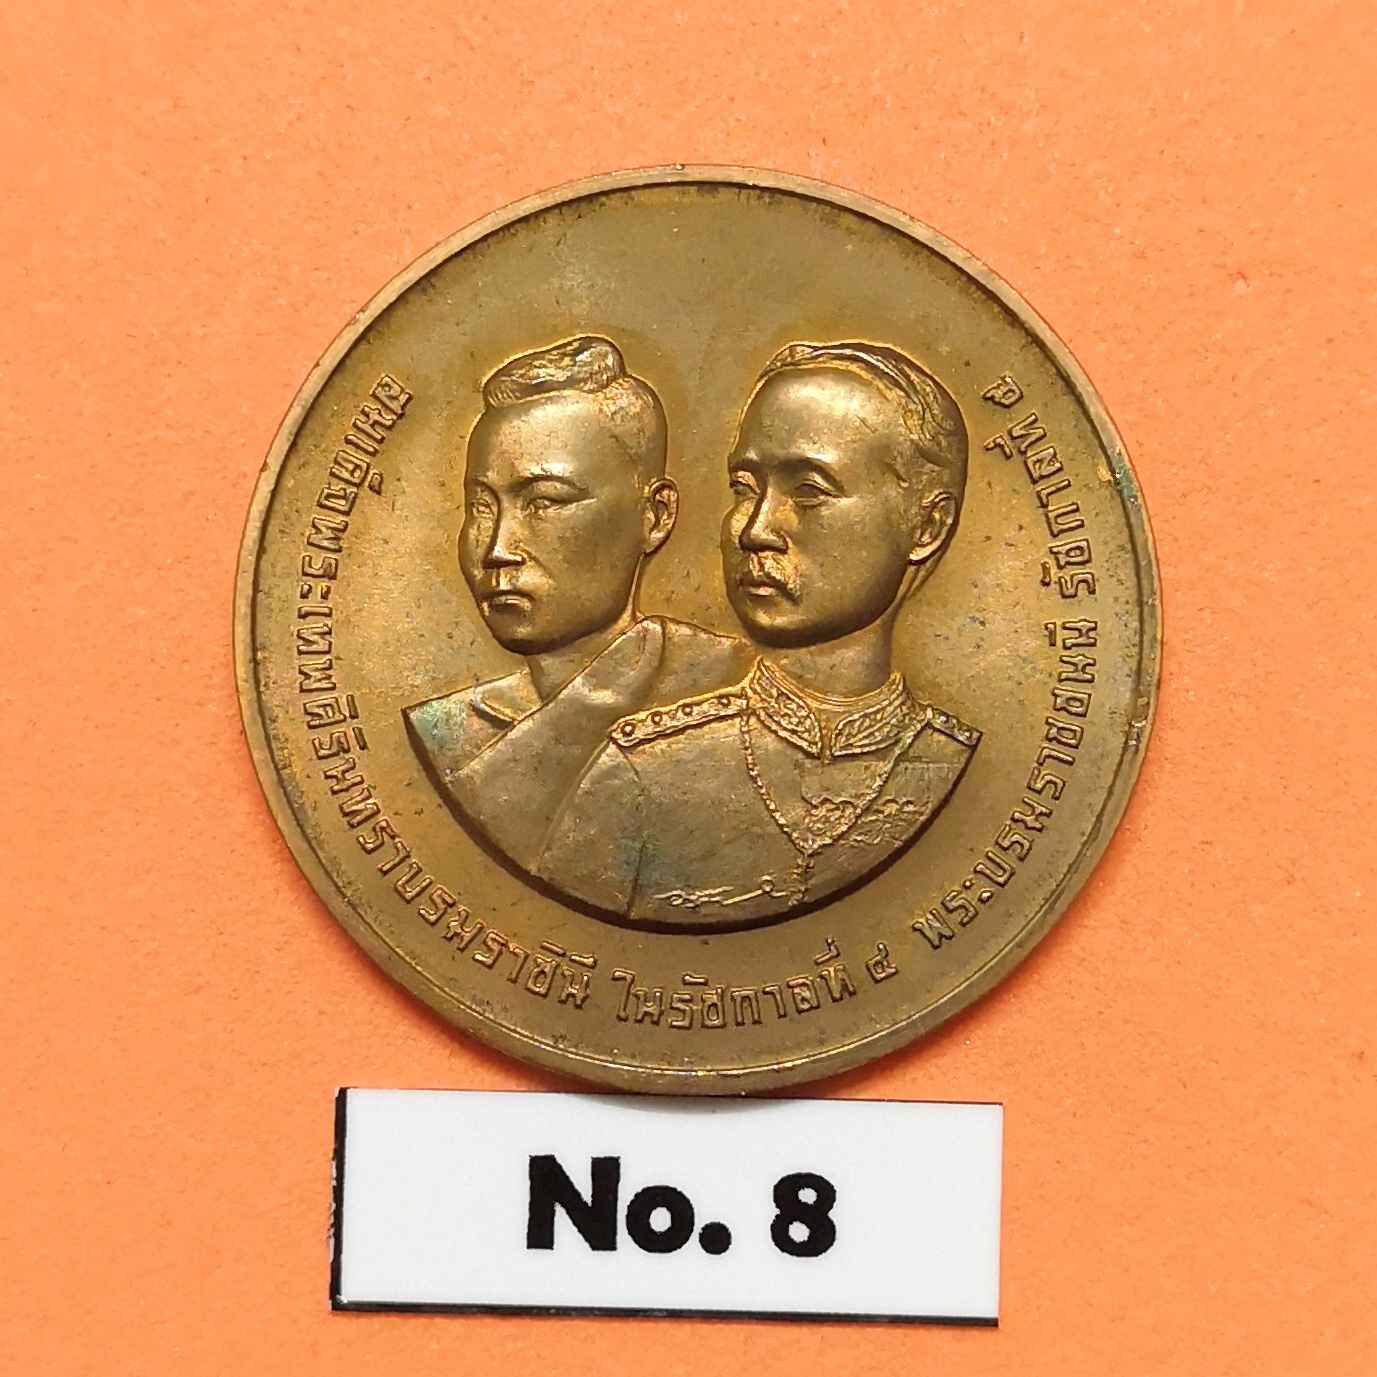 สมเด็จพระเทพศิรินทราบรมราชินี ในรัชกาลที่ ๔ พระบรมราชชนนี รัชกาลที่ ๕
No. 8